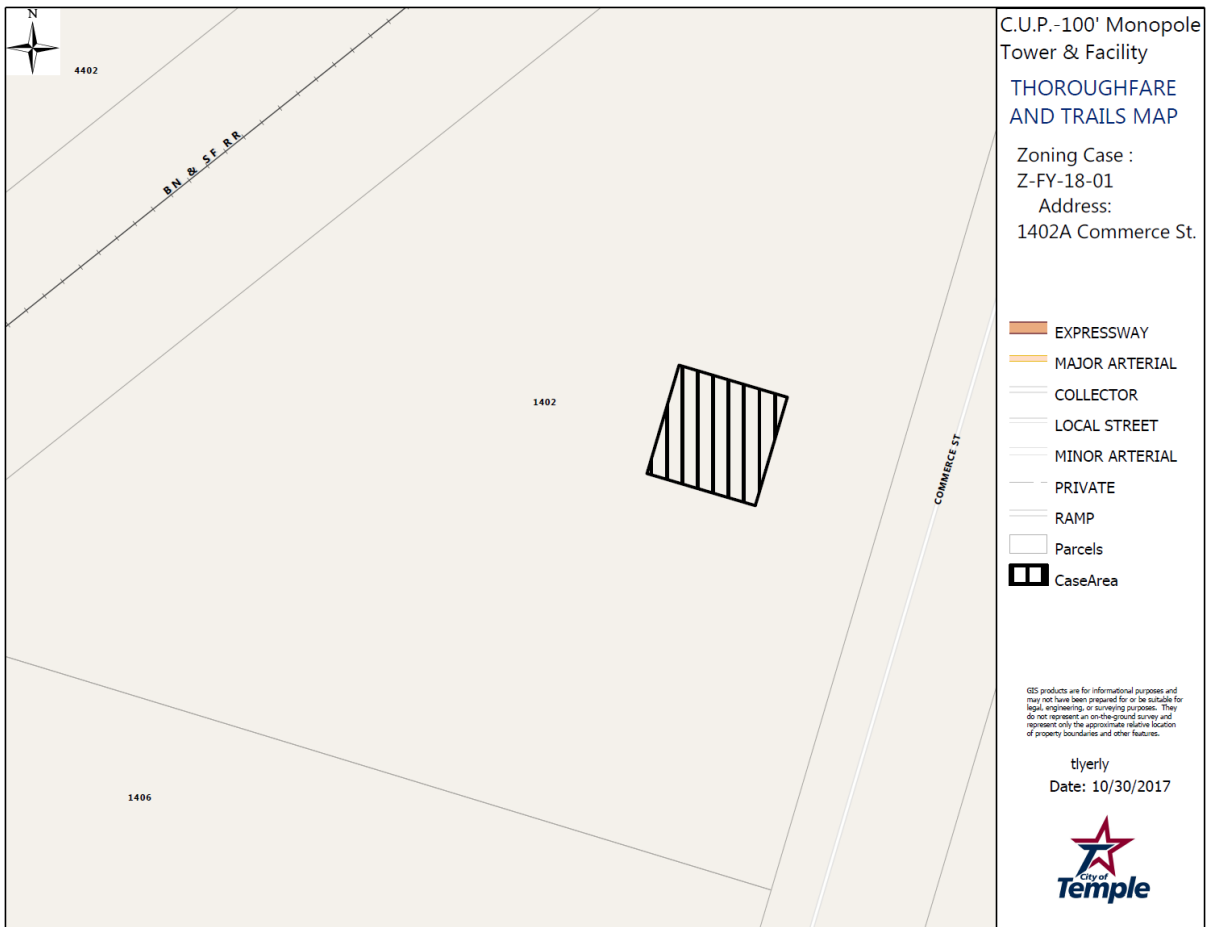 N
4402
BN & SF RR
1402
COMMERCE ST
1406
C.U.P.-100' Monopole
Tower & Facility
THOROUGHFARE
AND TRAILS MAP
Zoning Case :
Z-FY-18-01
Address:
1402A Commerce St.
EXPRESSWAY
MAJOR ARTERIAL
COLLECTOR
LOCAL STREET
MINOR ARTERIAL
PRIVATE
RAMP
Parcels
CaseArea
GIS products are for informational purposes and
may not have been prepared for or be suitable for
legal, engineering, or surveying purposes. They
do not represent an on-the-ground survey and
represent only the approximate relative location
of property boundaries and other features.
tlyerly
Date: 10/30/2017
City of
Temple